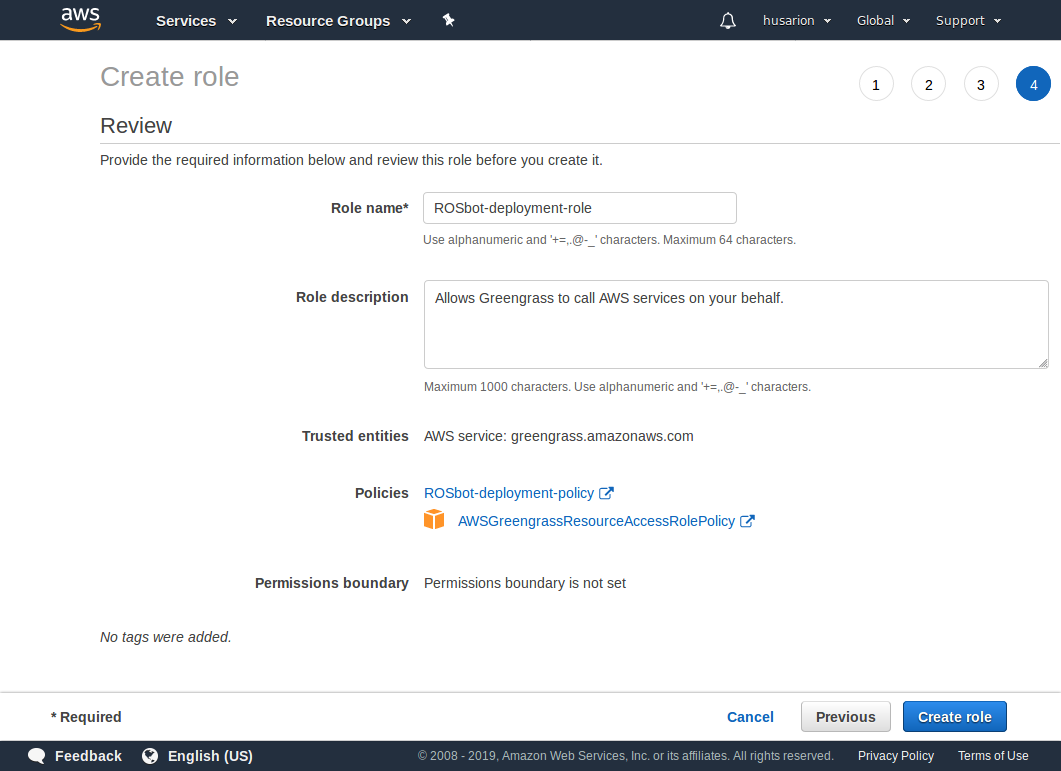 aws Services Resource Groups husarion Global Support
Create role 1 2 3 4
Review
Provide the required information below and review this role before you create it.
Role name* ROSbot-deployment-role
Use alphanumeric and '+=,.@-_' characters. Maximum 64 characters.
Role description Allows Greengrass to call AWS services on your behalf.
Maximum 1000 characters. Use alphanumeric and '+=,.@-_' characters.
Trusted entities AWS service: greengrass.amazonaws.com
Policies ROSbot-deployment-policy
AWSGreengrassResourceAccessRolePolicy
Permissions boundary Permissions boundary is not set
No tags were added.
* Required Cancel Previous Create role
Feedback English (US) © 2008 - 2019, Amazon Web Services, Inc. or its affiliates. All rights reserved. Privacy Policy Terms of Use